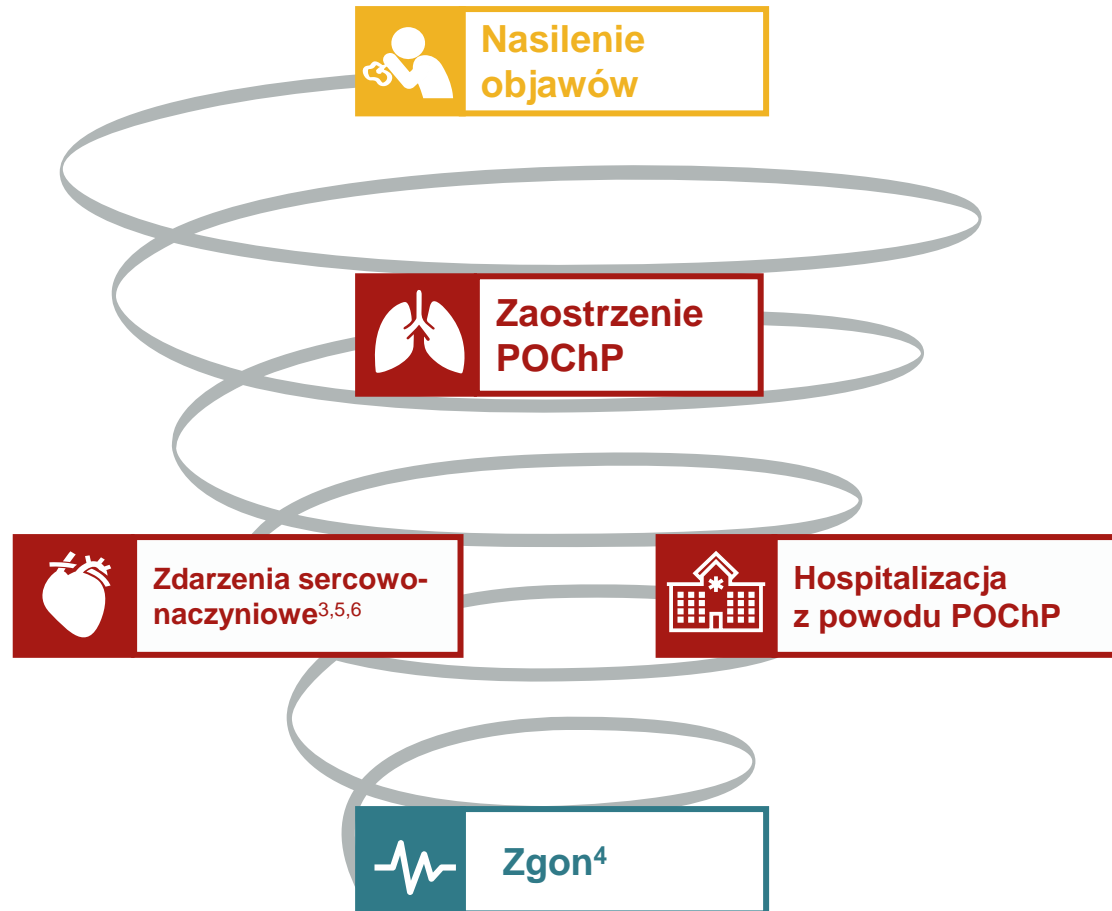 Nasilenie
objawów
Zaostrzenie
POChP
Zdarzenia sercowo-
naczyniowe3,5,6
Hospitalizacja
z powodu POChP
Zgon4